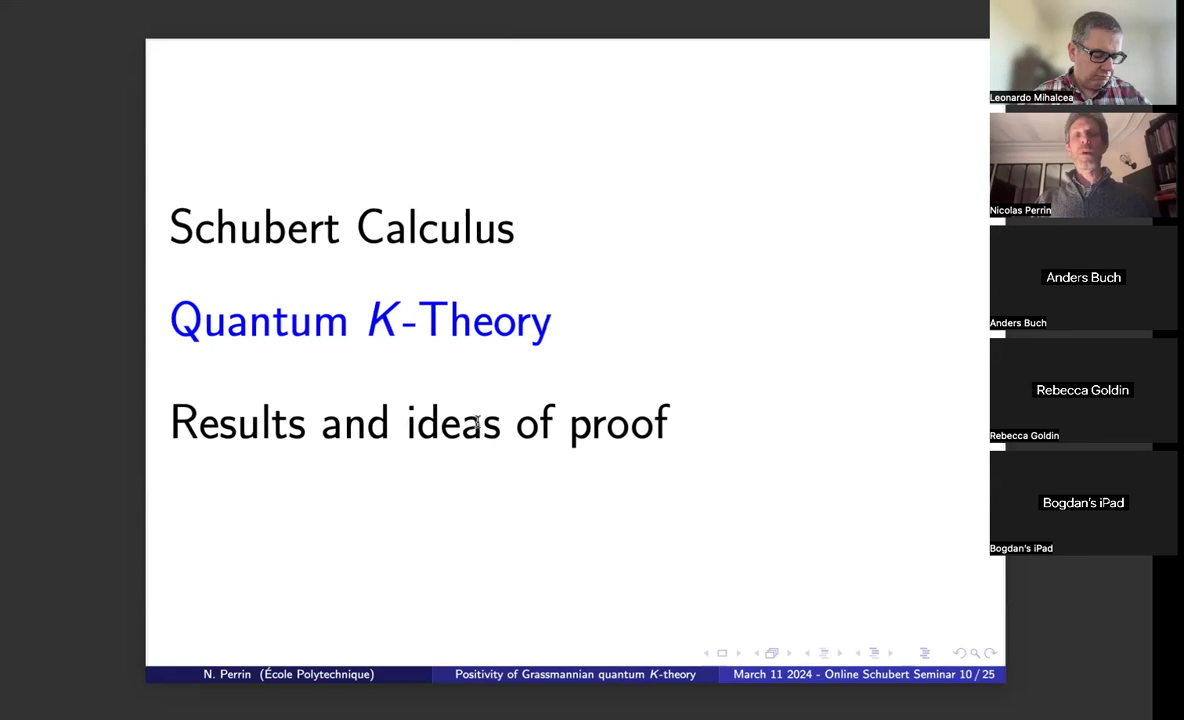 Schubert Calculus
Quantum K-Theory
Results and ideas of proof
N. Perrin (École Polytechnique)
Positivity of Grassmannian quantum K-theory
March 11 2024 - Online Schubert Seminar 10 / 25
Leonardo Mihalcea
Nicolas Perrin
Anders Buch
Anders Buch
Rebecca Goldin
Rebecca Goldin
Bogdan's iPad
Bogdan's iPad